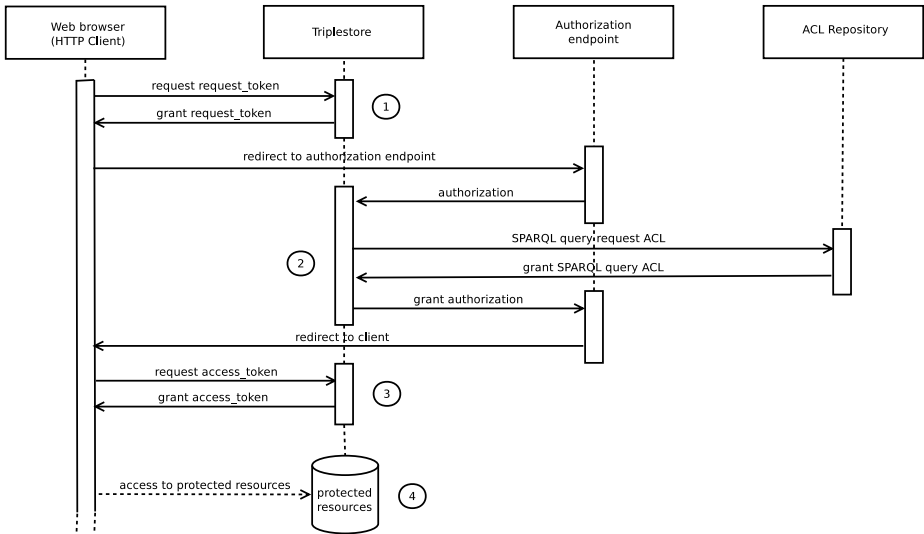 Web browser
(HTTP Client)
Triplestore
Authorization
endpoint
ACL Repository
request request_token
1
grant request_token
redirect to authorization endpoint
authorization
SPARQL query request ACL
2
grant SPARQL query ACL
grant authorization
redirect to client
request access_token
3
grant access_token
access to protected resources
protected
resources
4